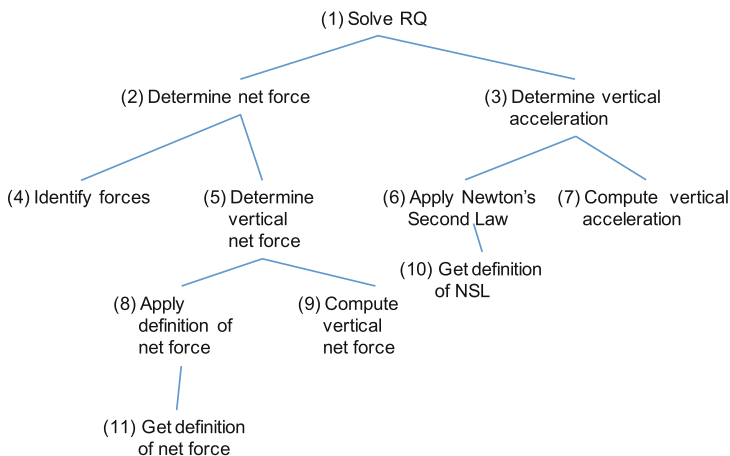 (1) Solve RQ
(2) Determine net force
(3) Determine vertical
acceleration
(4) Identify forces
(5) Determine
vertical
net force
(6) Apply Newton's
Second Law
(7) Compute vertical
acceleration
(10) Get definition
of NSL
(8) Apply
definition of
net force
(9) Compute
vertical
net force
(11) Get definition
of net force